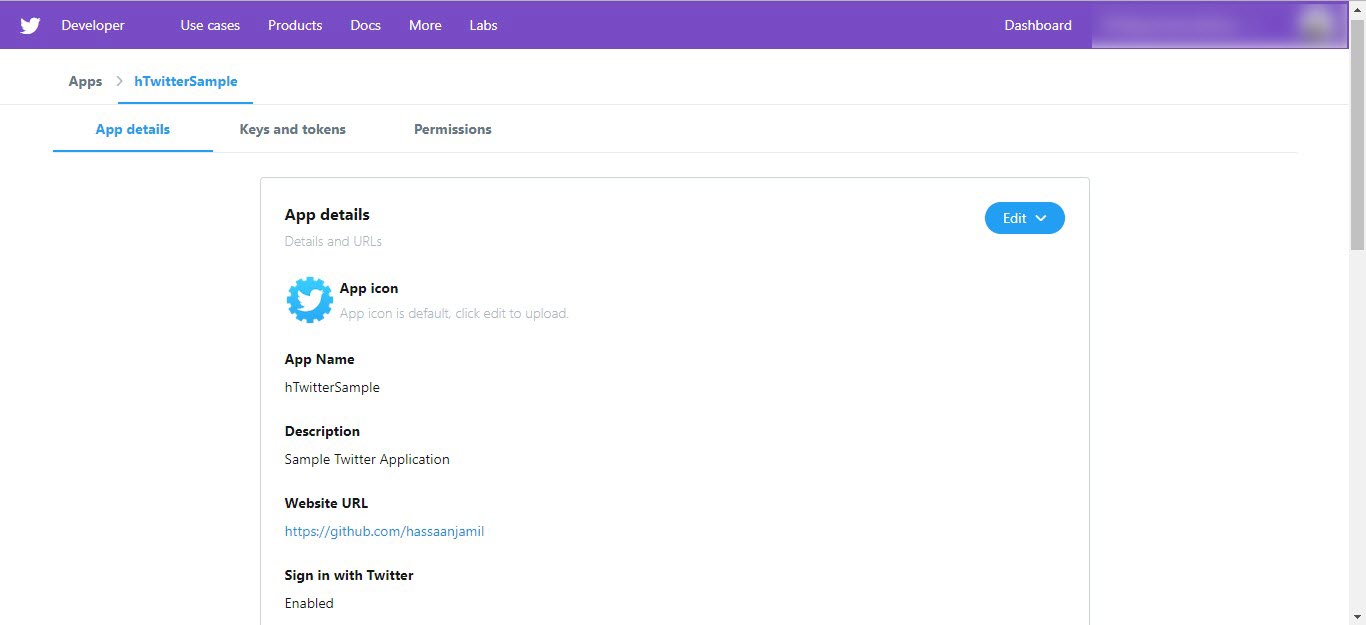 Developer Use cases Products Docs More Labs Dashboard
Apps hTwitterSample
App details Keys and tokens Permissions
App details
Edit
Details and URLs
App icon
App icon is default, click edit to upload.
App Name
hTwitterSample
Description
Sample Twitter Application
Website URL
https://github.com/hassaanjamil
Sign in with Twitter
Enabled